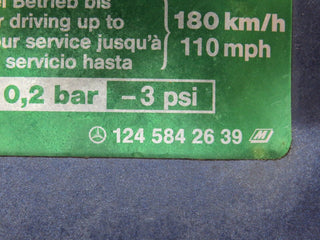 ei Betrieb bis
r driving up to
our service jusqu'à
servicio hasta
180 km/h
110 mph
0,2 bar – 3 psi
124 584 26 39